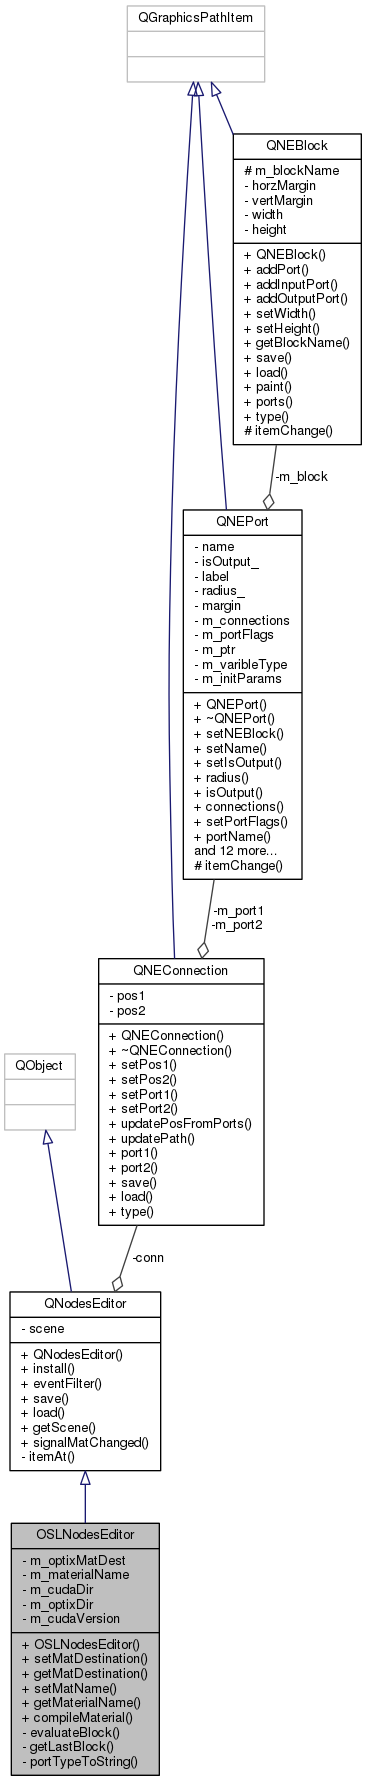 QGraphicsPathItem
QNEBlock
# m_blockName
- horzMargin
- vertMargin
- width
- height
+ QNEBlock()
+ addPort()
+ addInputPort()
+ addOutputPort()
+ setWidth()
+ setHeight()
+ getBlockName()
+ save()
+ load()
+ paint()
+ ports()
+ type()
# itemChange()
-m_block
QNEPort
- name
- isOutput_
- label
- radius_
- margin
- m_connections
- m_portFlags
- m_ptr
- m_varibleType
- m_initParams
+ QNEPort()
+ ~QNEPort()
+ setNEBlock()
+ setName()
+ setIsOutput()
+ radius()
+ isOutput()
+ connections()
+ setPortFlags()
+ portName()
and 12 more...
# itemChange()
-m_port1
-m_port2
QNEConnection
- pos1
- pos2
+ QNEConnection()
+ ~QNEConnection()
+ setPos1()
+ setPos2()
+ setPort1()
+ setPort2()
+ updatePosFromPorts()
+ updatePath()
+ port1()
+ port2()
+ save()
+ load()
+ type()
QObject
-conn
QNodesEditor
- scene
+ QNodesEditor()
+ install()
+ eventFilter()
+ save()
+ load()
+ getScene()
+ signalMatChanged()
- itemAt()
OSLNodesEditor
- m_optixMatDest
- m_materialName
- m_cudaDir
- m_optixDir
- m_cudaVersion
+ OSLNodesEditor()
+ setMatDestination()
+ getMatDestination()
+ setMatName()
+ getMaterialName()
+ compileMaterial()
- evaluateBlock()
- getLastBlock()
- portTypeToString()